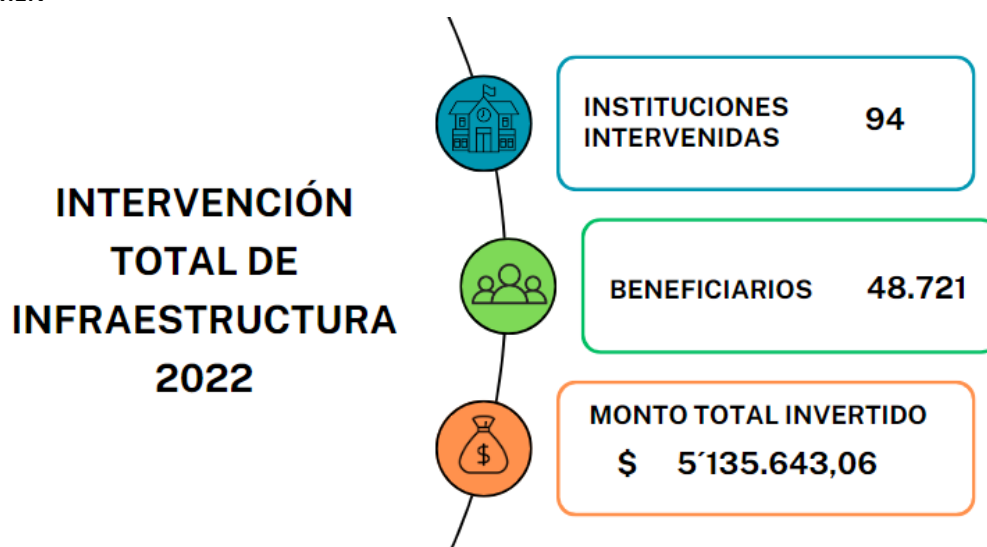 INTERVENCIÓN
TOTAL DE
INFRAESTRUCTURA
2022
INSTITUCIONES
INTERVENIDAS
94
BENEFICIARIOS 48.721
MONTO TOTAL INVERTIDO
$ 5´135.643,06
$